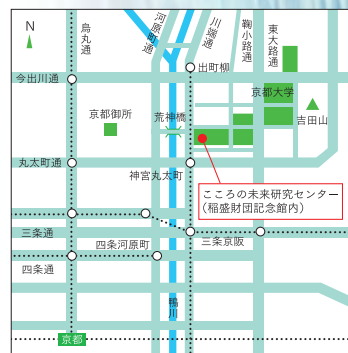 N
烏丸通
河原町通
川端通
鞠小路通
東大路通
出町柳
今出川通
京都大学
京都御所
荒神橋
吉田山
丸太町通
神宮丸太町
こころの未来研究センター
(稲盛財団記念館内)
三条通
四条河原町
三条京阪
四条通
鴨川
京都